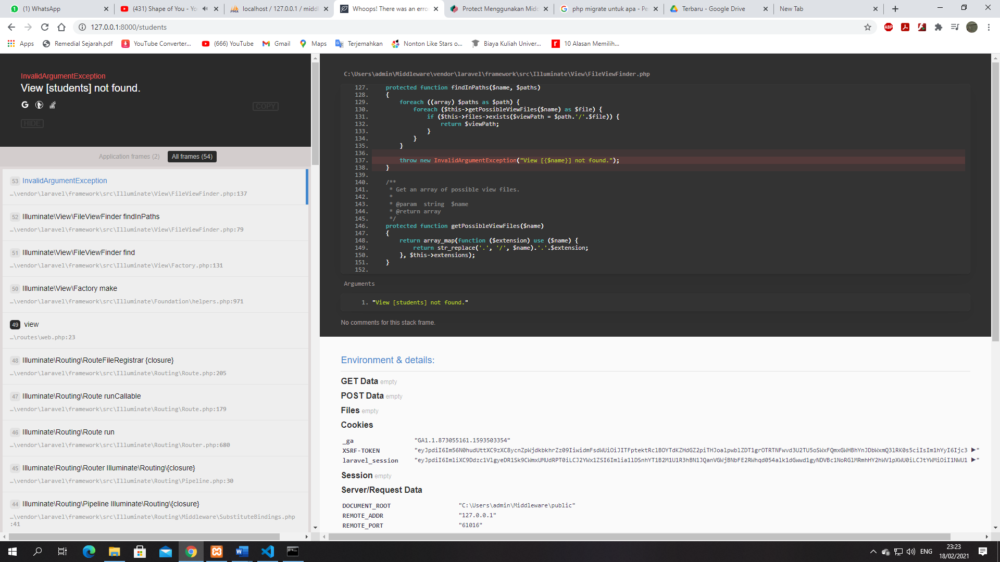 (1) WhatsApp
(431) Shape of You - Yo
localhost / 127.0.0.1 / middl
Whoops! There was an erro
Protect Menggunakan Midd
php migrate untuk apa - Pe
Terbaru - Google Drive
New Tab
127.0.0.1:8000/students
Apps
Remedial Sejarah.pdf
YouTube Converter...
(666) YouTube
Gmail
Maps
Terjemahkan
Nonton Like Stars o...
Biaya Kuliah Univer...
10 Alasan Memilih...
InvalidArgumentException
View [students] not found.
COPY
HIDE
Application frames (2)
All frames (54)
53 InvalidArgumentException
…\vendor\laravel\framework\src\Illuminate\View\FileViewFinder.php:137
52 Illuminate\View\FileViewFinder findInPaths
…\vendor\laravel\framework\src\Illuminate\View\FileViewFinder.php:79
51 Illuminate\View\FileViewFinder find
…\vendor\laravel\framework\src\Illuminate\View\Factory.php:131
50 Illuminate\View\Factory make
…\vendor\laravel\framework\src\Illuminate\Foundation\helpers.php:971
49 view
…\routes\web.php:23
48 Illuminate\Routing\RouteFileRegistrar {closure}
…\vendor\laravel\framework\src\Illuminate\Routing\Route.php:205
47 Illuminate\Routing\Route runCallable
…\vendor\laravel\framework\src\Illuminate\Routing\Route.php:179
46 Illuminate\Routing\Route run
…\vendor\laravel\framework\src\Illuminate\Routing\Router.php:680
45 Illuminate\Routing\Router Illuminate\Routing\{closure}
…\vendor\laravel\framework\src\Illuminate\Routing\Pipeline.php:30
44 Illuminate\Routing\Pipeline Illuminate\Routing\{closure}
…\vendor\laravel\framework\src\Illuminate\Routing\Middleware\SubstituteBindings.php
:41
C:\Users\admin\Middleware\vendor\laravel\framework\src\Illuminate\View\FileViewFinder.php
127. protected function findInPaths($name, $paths)
128. {
129. foreach ((array) $paths as $path) {
130. foreach ($this->getPossibleViewFiles($name) as $file) {
131. if ($this->files->exists($viewPath = $path.'/'.$file)) {
132. return $viewPath;
133. }
134. }
135. }
136.
137. throw new InvalidArgumentException("View [{$name}] not found.");
138. }
139.
140. /**
141. * Get an array of possible view files.
142. *
143. * @param  string  $name
144. * @return array
145. */
146. protected function getPossibleViewFiles($name)
147. {
148. return array_map(function ($extension) use ($name) {
149. return str_replace('.', '/', $name).'.'.$extension;
150. }, $this->extensions);
151. }
152.
Arguments
1. "View [students] not found."
No comments for this stack frame.
Environment & details:
GET Data empty
POST Data empty
Files empty
Cookies
_ga "GA1.1.873055161.1593503354"
XSRF-TOKEN
laravel_session
Session empty
Server/Request Data
DOCUMENT_ROOT "C:\Users\admin\Middleware\public"
REMOTE_ADDR "127.0.0.1"
REMOTE_PORT "61016"
ENG
23:23
18/02/2021